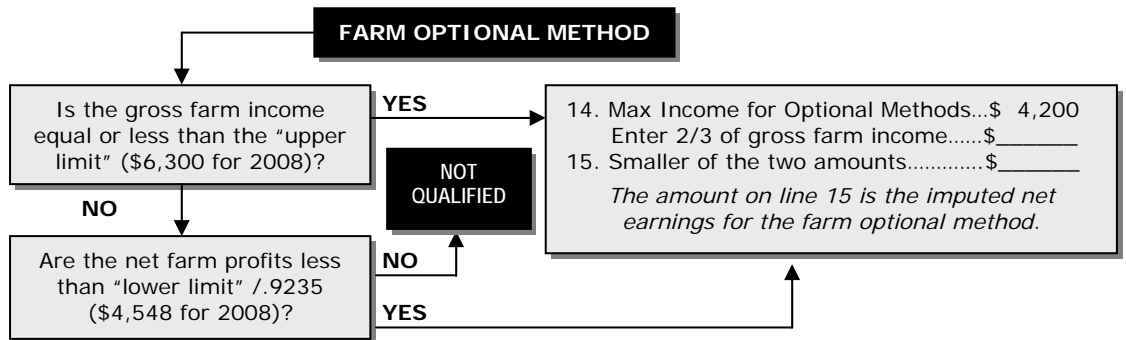 FARM OPTIONAL METHOD
Is the gross farm income
equal or less than the “upper
limit” ($6,300 for 2008)?
YES
14. Max Income for Optional Methods...$ 4,200
Enter 2/3 of gross farm income......$______
15. Smaller of the two amounts.............$______
The amount on line 15 is the imputed net
earnings for the farm optional method.
NOT
QUALIFIED
NO
Are the net farm profits less
than “lower limit” /.9235
($4,548 for 2008)?
NO
YES